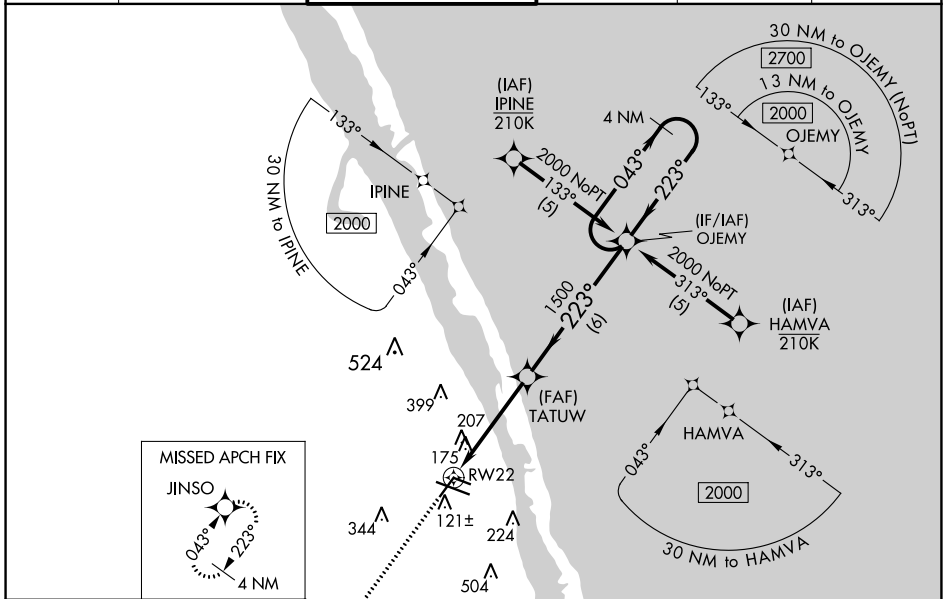 30 NM to OJEMY (NoPT)
2700
13 NM to OJEMY
2000
133°
OJEMY
313°
(IAF)
IPINE
210K
4 NM
043°
223°
2000 NoPT
133°
(5)
133°
IPINE
30 NM to IPINE
2000
043°
(IF/IAF)
OJEMY
2000 NoPT
313°
(5)
(IAF)
HAMVA
210K
1500
223°
(6)
524
399
(FAF)
TATUW
207
175
RW22
344
121±
224
504
HAMVA
043°
313°
2000
30 NM to HAMVA
MISSED APCH FIX
JINSO
043°
223°
4 NM